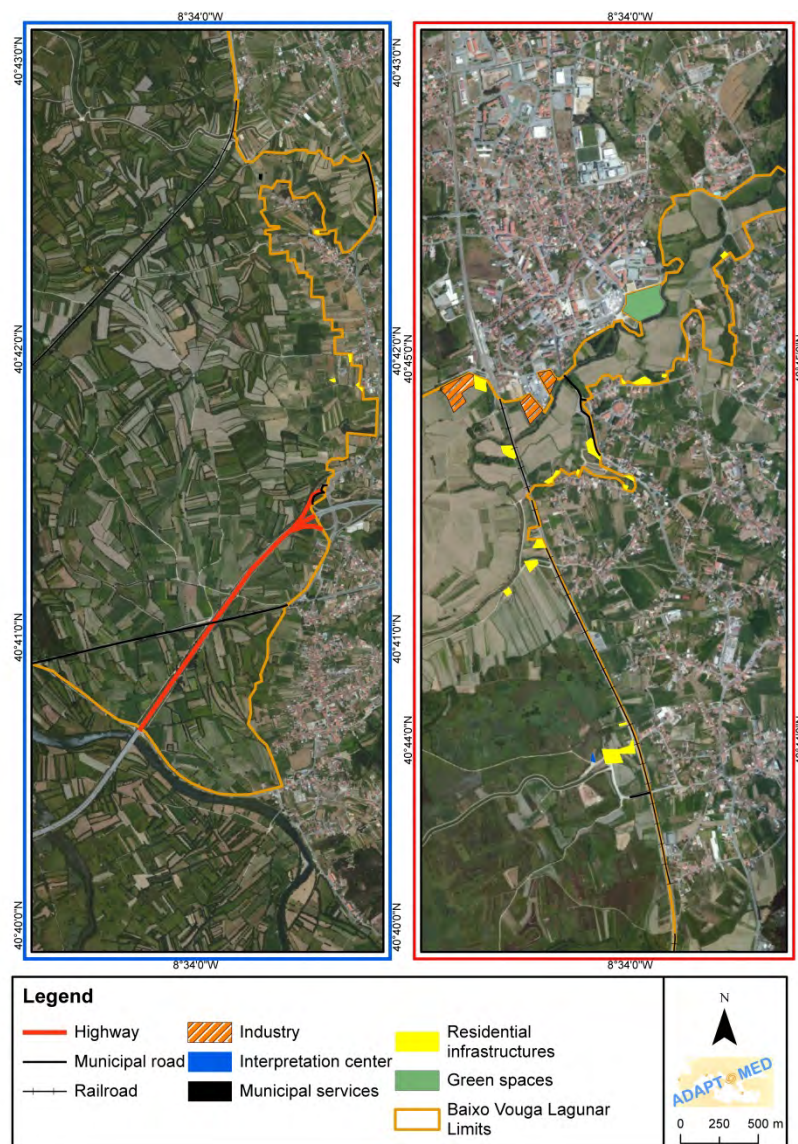 8°34'0"W
8°34'0"W
40°43'0"N
40°43'0"N
40°42'0"N
40°42'0"N
40°45'0"N
40°41'0"N
40°41'0"N
40°44'0"N
40°44'0"N
40°40'0"N
40°40'0"N
8°34'0"W
8°34'0"W
Legend
Highway
Municipal road
Railroad
Industry
Interpretation center
Municipal services
Residential
infrastructures
Green spaces
Baixo Vouga Lagunar
Limits
N
ADAPT MED
0 250 500 m